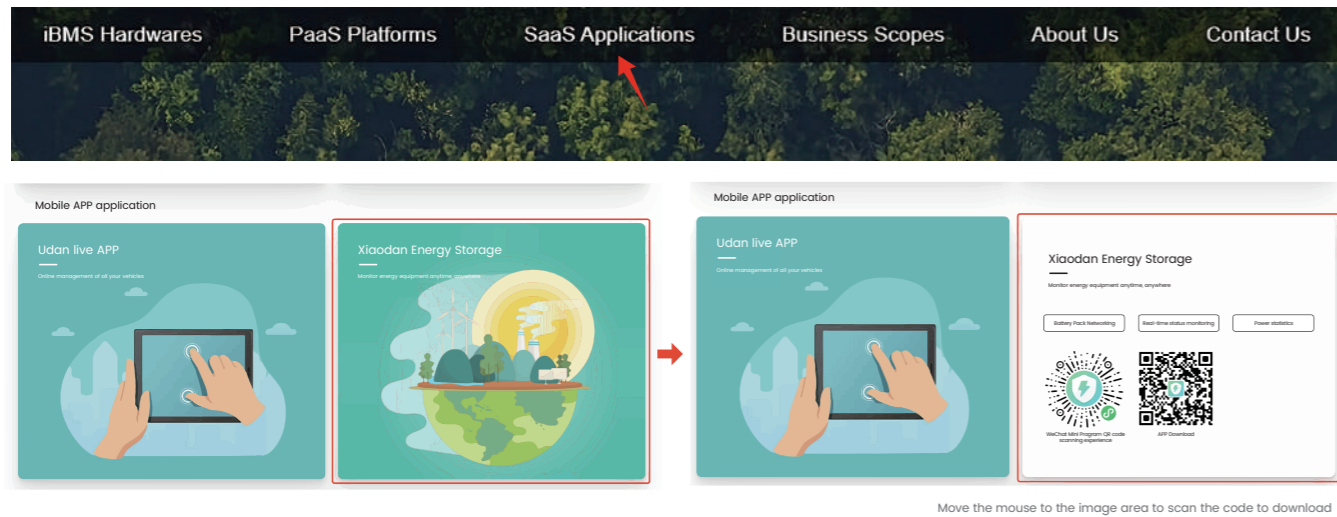 iBMS Hardwares PaaS Platforms SaaS Applications Business Scopes About Us Contact Us
Mobile APP application
Udan live APP
Online management of all your vehicles
Xiaodan Energy Storage
Monitor energy equipment anytime, anywhere
Mobile APP application
Udan live APP
Online management of all your vehicles
Xiaodan Energy Storage
Monitor energy equipment anytime, anywhere
Battery Pack Networking Real-time status monitoring Power statistics
WeChat Mini Program QR code
scanning experience
APP Download
Move the mouse to the image area to scan the code to download